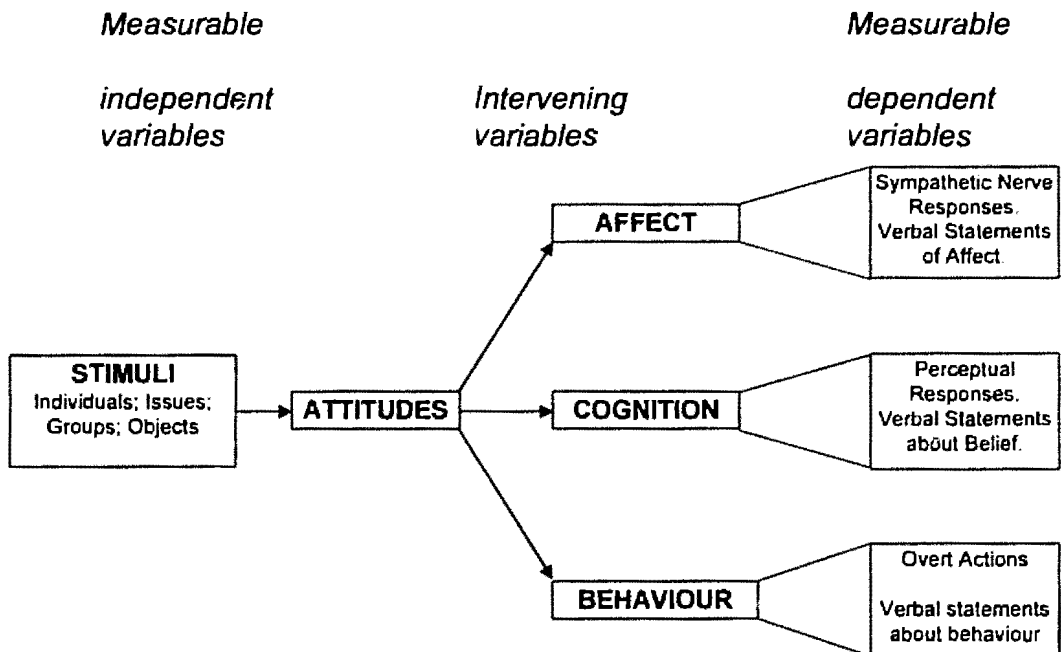 Measurable
Measurable
independent
variables
Intervening
variables
dependent
variables
Sympathetic Nerve
Responses.
Verbal Statements
of Affect.
AFFECT
STIMULI
Individuals; Issues;
Groups; Objects
ATTITUDES
COGNITION
Perceptual
Responses.
Verbal Statements
about Belief.
BEHAVIOUR
Overt Actions
Verbal statements
about behaviour